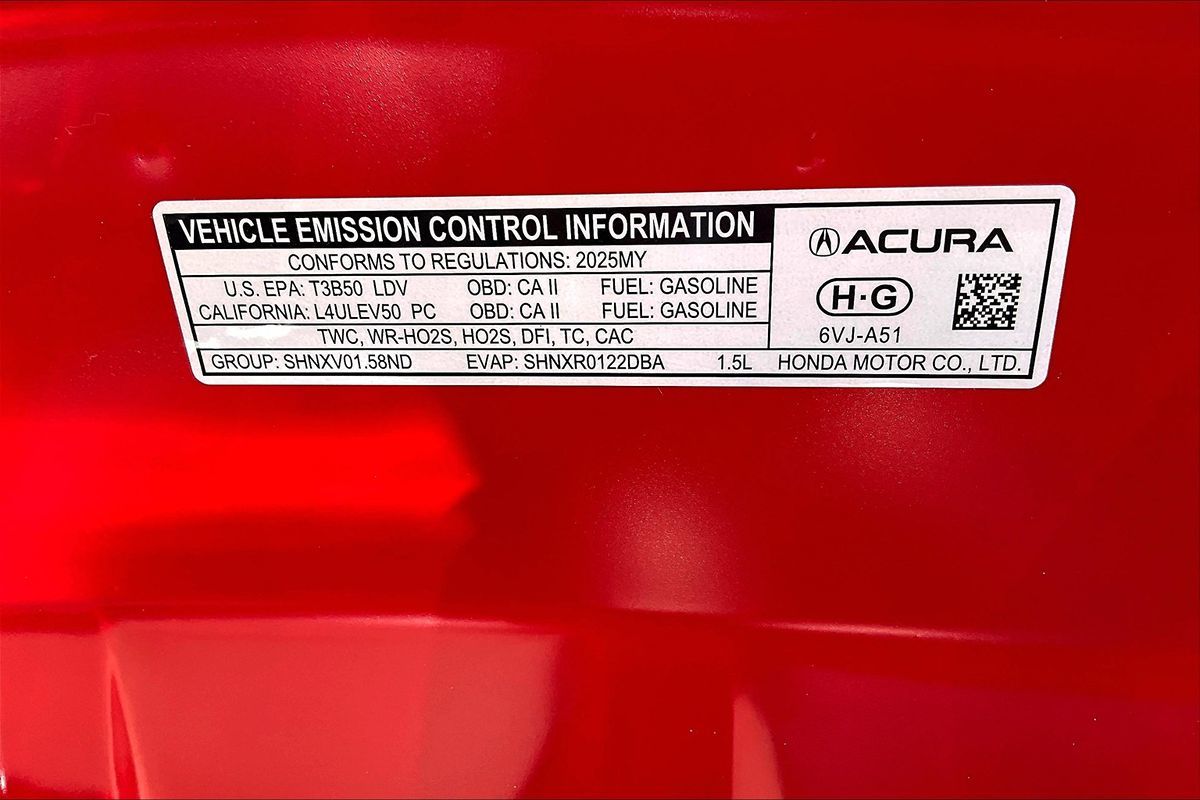 VEHICLE EMISSION CONTROL INFORMATION
CONFORMS TO REGULATIONS: 2025MY
U.S. EPA: T3B50 LDV OBD: CA II FUEL: GASOLINE
CALIFORNIA: L4ULEV50 PC OBD: CA II FUEL: GASOLINE
TWC, WR-HO2S, HO2S, DFI, TC, CAC
GROUP: SHNXV01.58ND EVAP: SHNXR0122DBA 1.5L
ACURA
H·G
6VJ-A51
HONDA MOTOR CO., LTD.